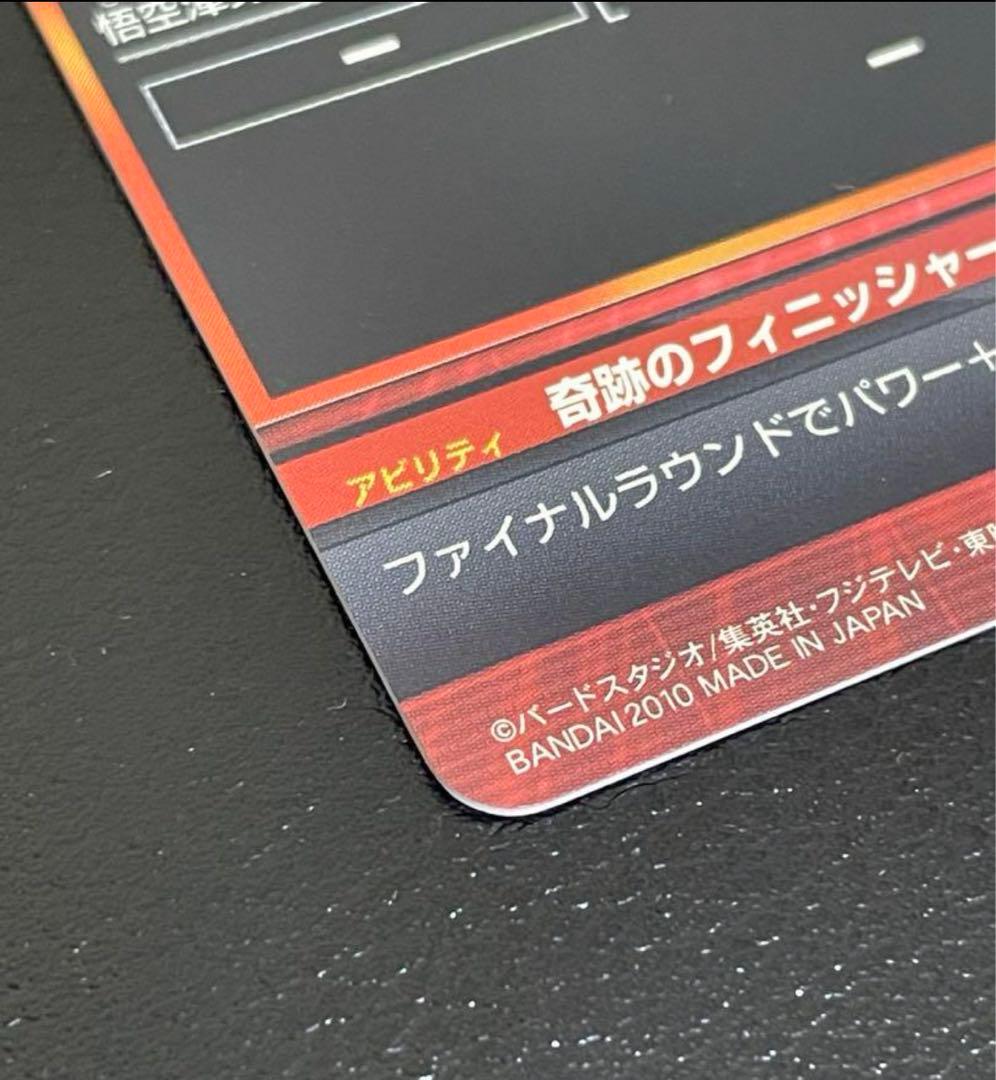 悟空
アビリティ 奇跡のフィニッシャー
ファイナルラウンドでパワー+
©バードスタジオ/集英社・フジテレビ・東
BANDAI 2010 MADE IN JAPAN